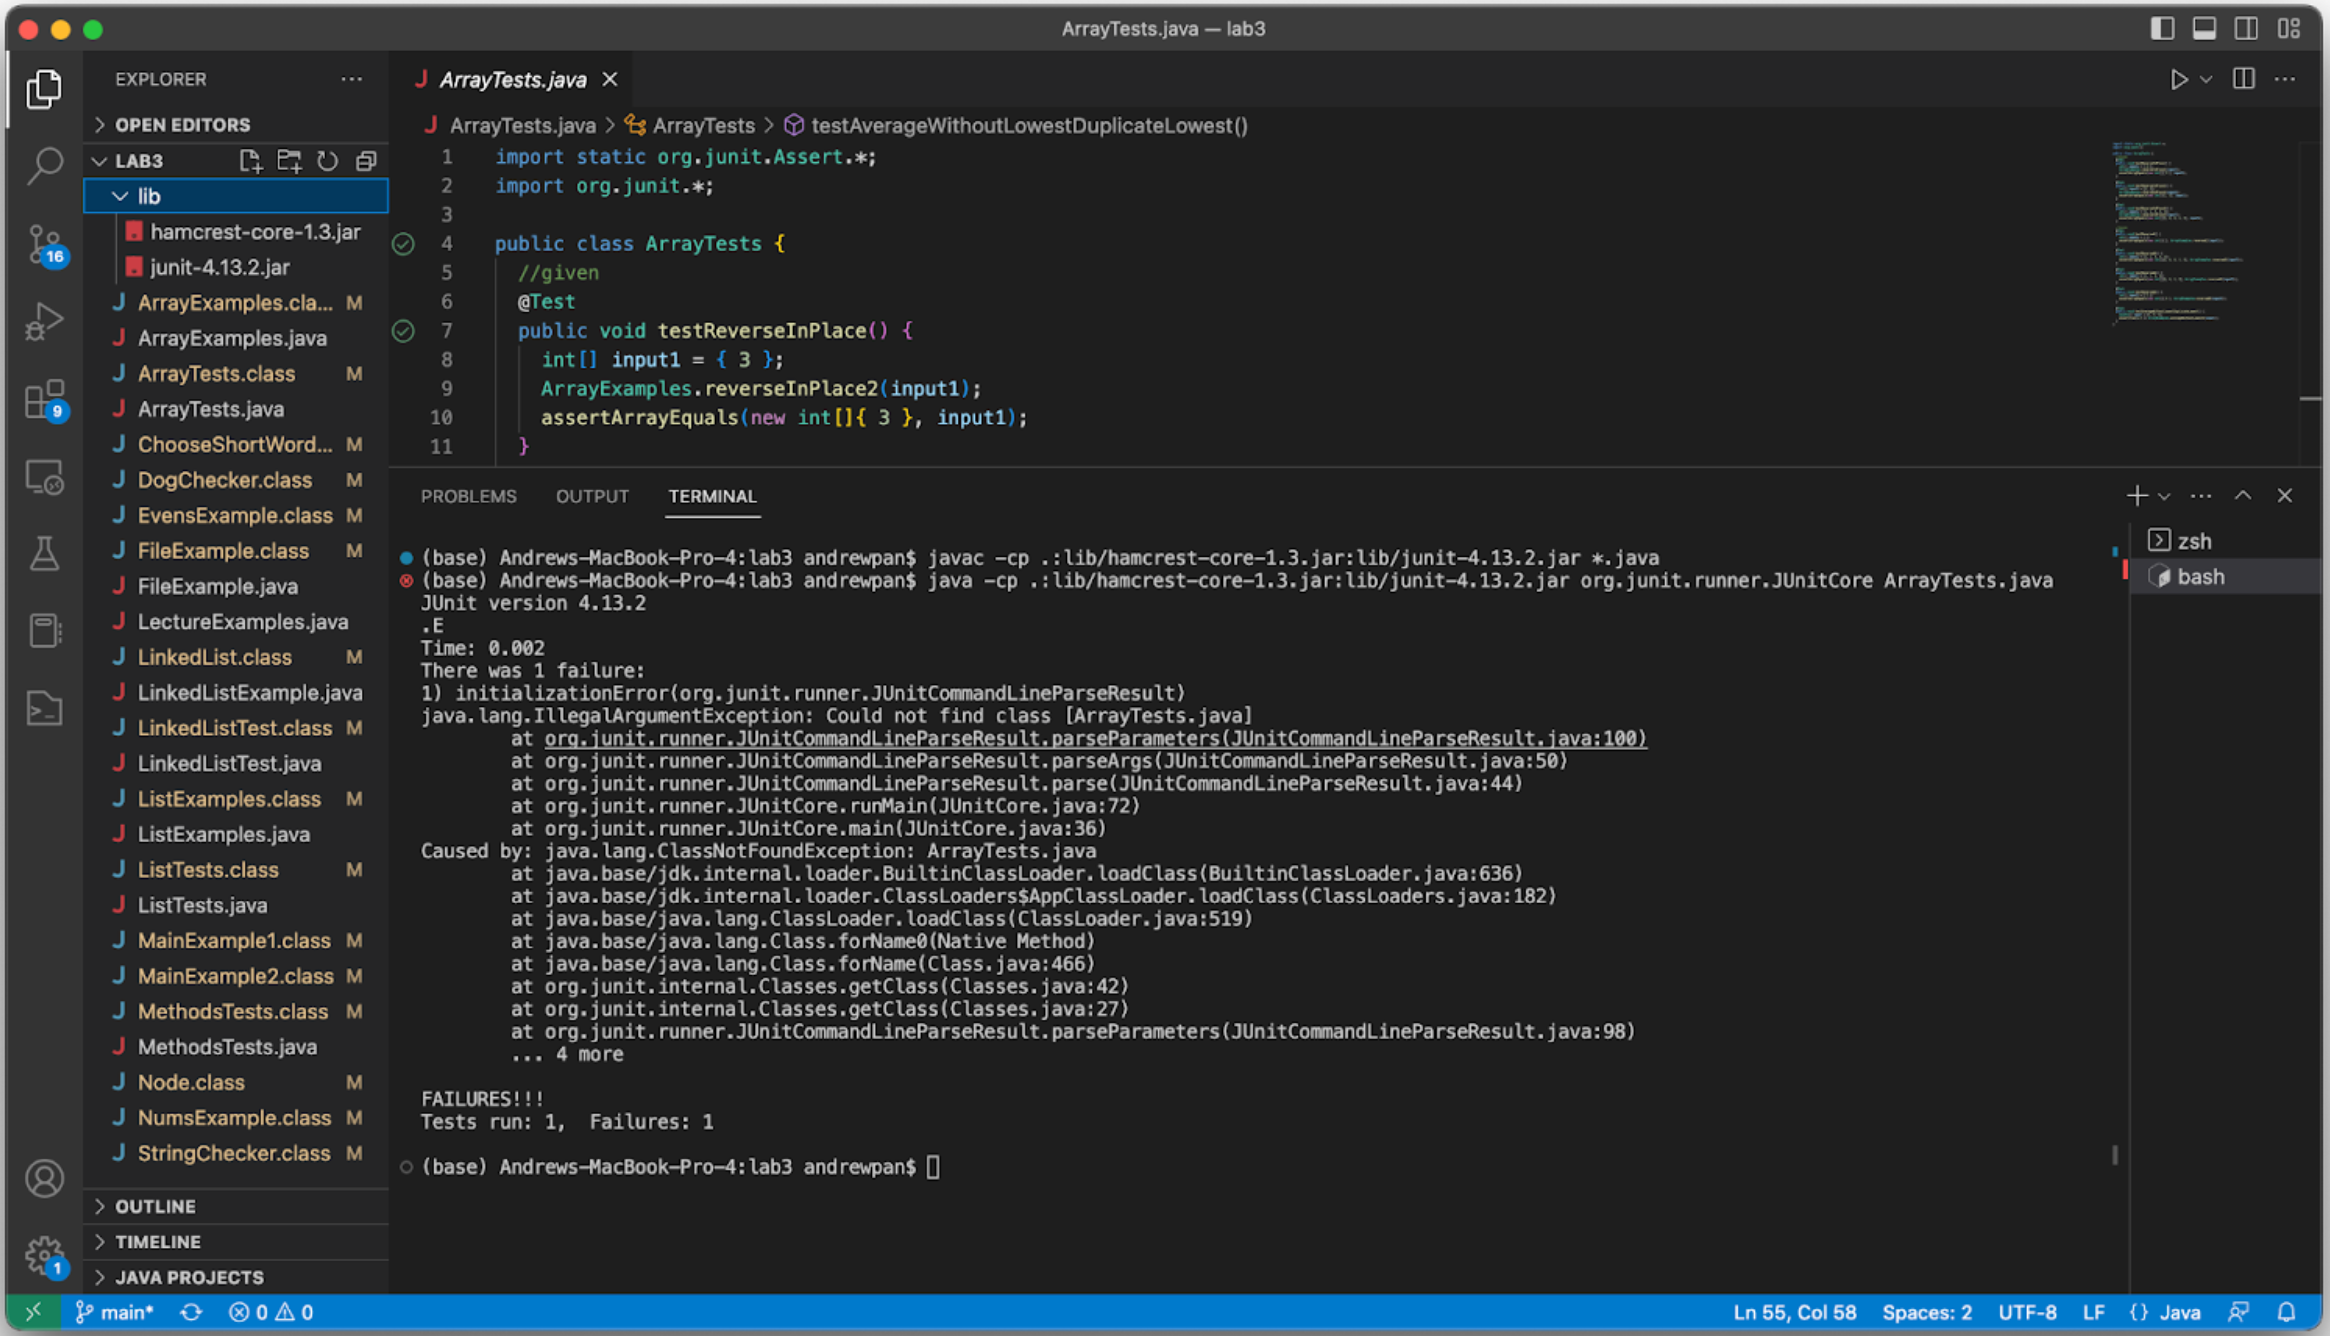 ArrayTests.java — lab3
EXPLORER
OPEN EDITORS
LAB3
lib
hamcrest-core-1.3.jar
junit-4.13.2.jar
ArrayExamples.cla... M
ArrayExamples.java
ArrayTests.class M
ArrayTests.java
ChooseShortWord... M
DogChecker.class M
EvensExample.class M
FileExample.class M
FileExample.java
LectureExamples.java
LinkedList.class M
LinkedListExample.java
LinkedListTest.class M
LinkedListTest.java
ListExamples.class M
ListExamples.java
ListTests.class M
ListTests.java
MainExample1.class M
MainExample2.class M
MethodsTests.class M
MethodsTests.java
Node.class M
NumsExample.class M
StringChecker.class M
OUTLINE
TIMELINE
JAVA PROJECTS
16
9
1
J ArrayTests.java
J ArrayTests.java > ArrayTests > testAverageWithoutLowestDuplicateLowest()
1 import static org.junit.Assert.*;
2 import org.junit.*;
3
4 public class ArrayTests {
5 //given
6 @Test
7 public void testReverseInPlace() {
8 int[] input1 = { 3 };
9 ArrayExamples.reverseInPlace2(input1);
10 assertArrayEquals(new int[]{ 3 }, input1);
11 }
PROBLEMS OUTPUT TERMINAL
(base) Andrews-MacBook-Pro-4:lab3 andrewpan$ javac -cp .:lib/hamcrest-core-1.3.jar:lib/junit-4.13.2.jar *.java
(base) Andrews-MacBook-Pro-4:lab3 andrewpan$ java -cp .:lib/hamcrest-core-1.3.jar:lib/junit-4.13.2.jar org.junit.runner.JUnitCore ArrayTests.java
JUnit version 4.13.2
.E
Time: 0.002
There was 1 failure:
1) initializationError(org.junit.runner.JUnitCommandLineParseResult)
java.lang.IllegalArgumentException: Could not find class [ArrayTests.java]
at org.junit.runner.JUnitCommandLineParseResult.parseParameters(JUnitCommandLineParseResult.java:100)
at org.junit.runner.JUnitCommandLineParseResult.parseArgs(JUnitCommandLineParseResult.java:50)
at org.junit.runner.JUnitCommandLineParseResult.parse(JUnitCommandLineParseResult.java:44)
at org.junit.runner.JUnitCore.runMain(JUnitCore.java:72)
at org.junit.runner.JUnitCore.main(JUnitCore.java:36)
Caused by: java.lang.ClassNotFoundException: ArrayTests.java
at java.base/jdk.internal.loader.BuiltinClassLoader.loadClass(BuiltinClassLoader.java:636)
at java.base/jdk.internal.loader.ClassLoaders$AppClassLoader.loadClass(ClassLoaders.java:182)
at java.base/java.lang.ClassLoader.loadClass(ClassLoader.java:519)
at java.base/java.lang.Class.forName0(Native Method)
at java.base/java.lang.Class.forName(Class.java:466)
at org.junit.internal.Classes.getClass(Classes.java:42)
at org.junit.internal.Classes.getClass(Classes.java:27)
at org.junit.runner.JUnitCommandLineParseResult.parseParameters(JUnitCommandLineParseResult.java:98)
... 4 more
FAILURES!!!
Tests run: 1,  Failures: 1
(base) Andrews-MacBook-Pro-4:lab3 andrewpan$
zsh
bash
main* 0 0
Ln 55, Col 58 Spaces: 2 UTF-8 LF {} Java